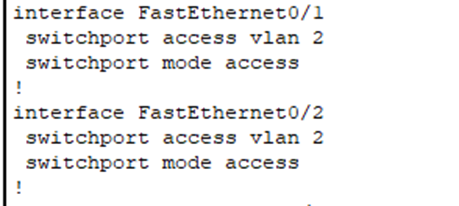 interface FastEthernet0/1
 switchport access vlan 2
 switchport mode access
!
interface FastEthernet0/2
 switchport access vlan 2
 switchport mode access
!